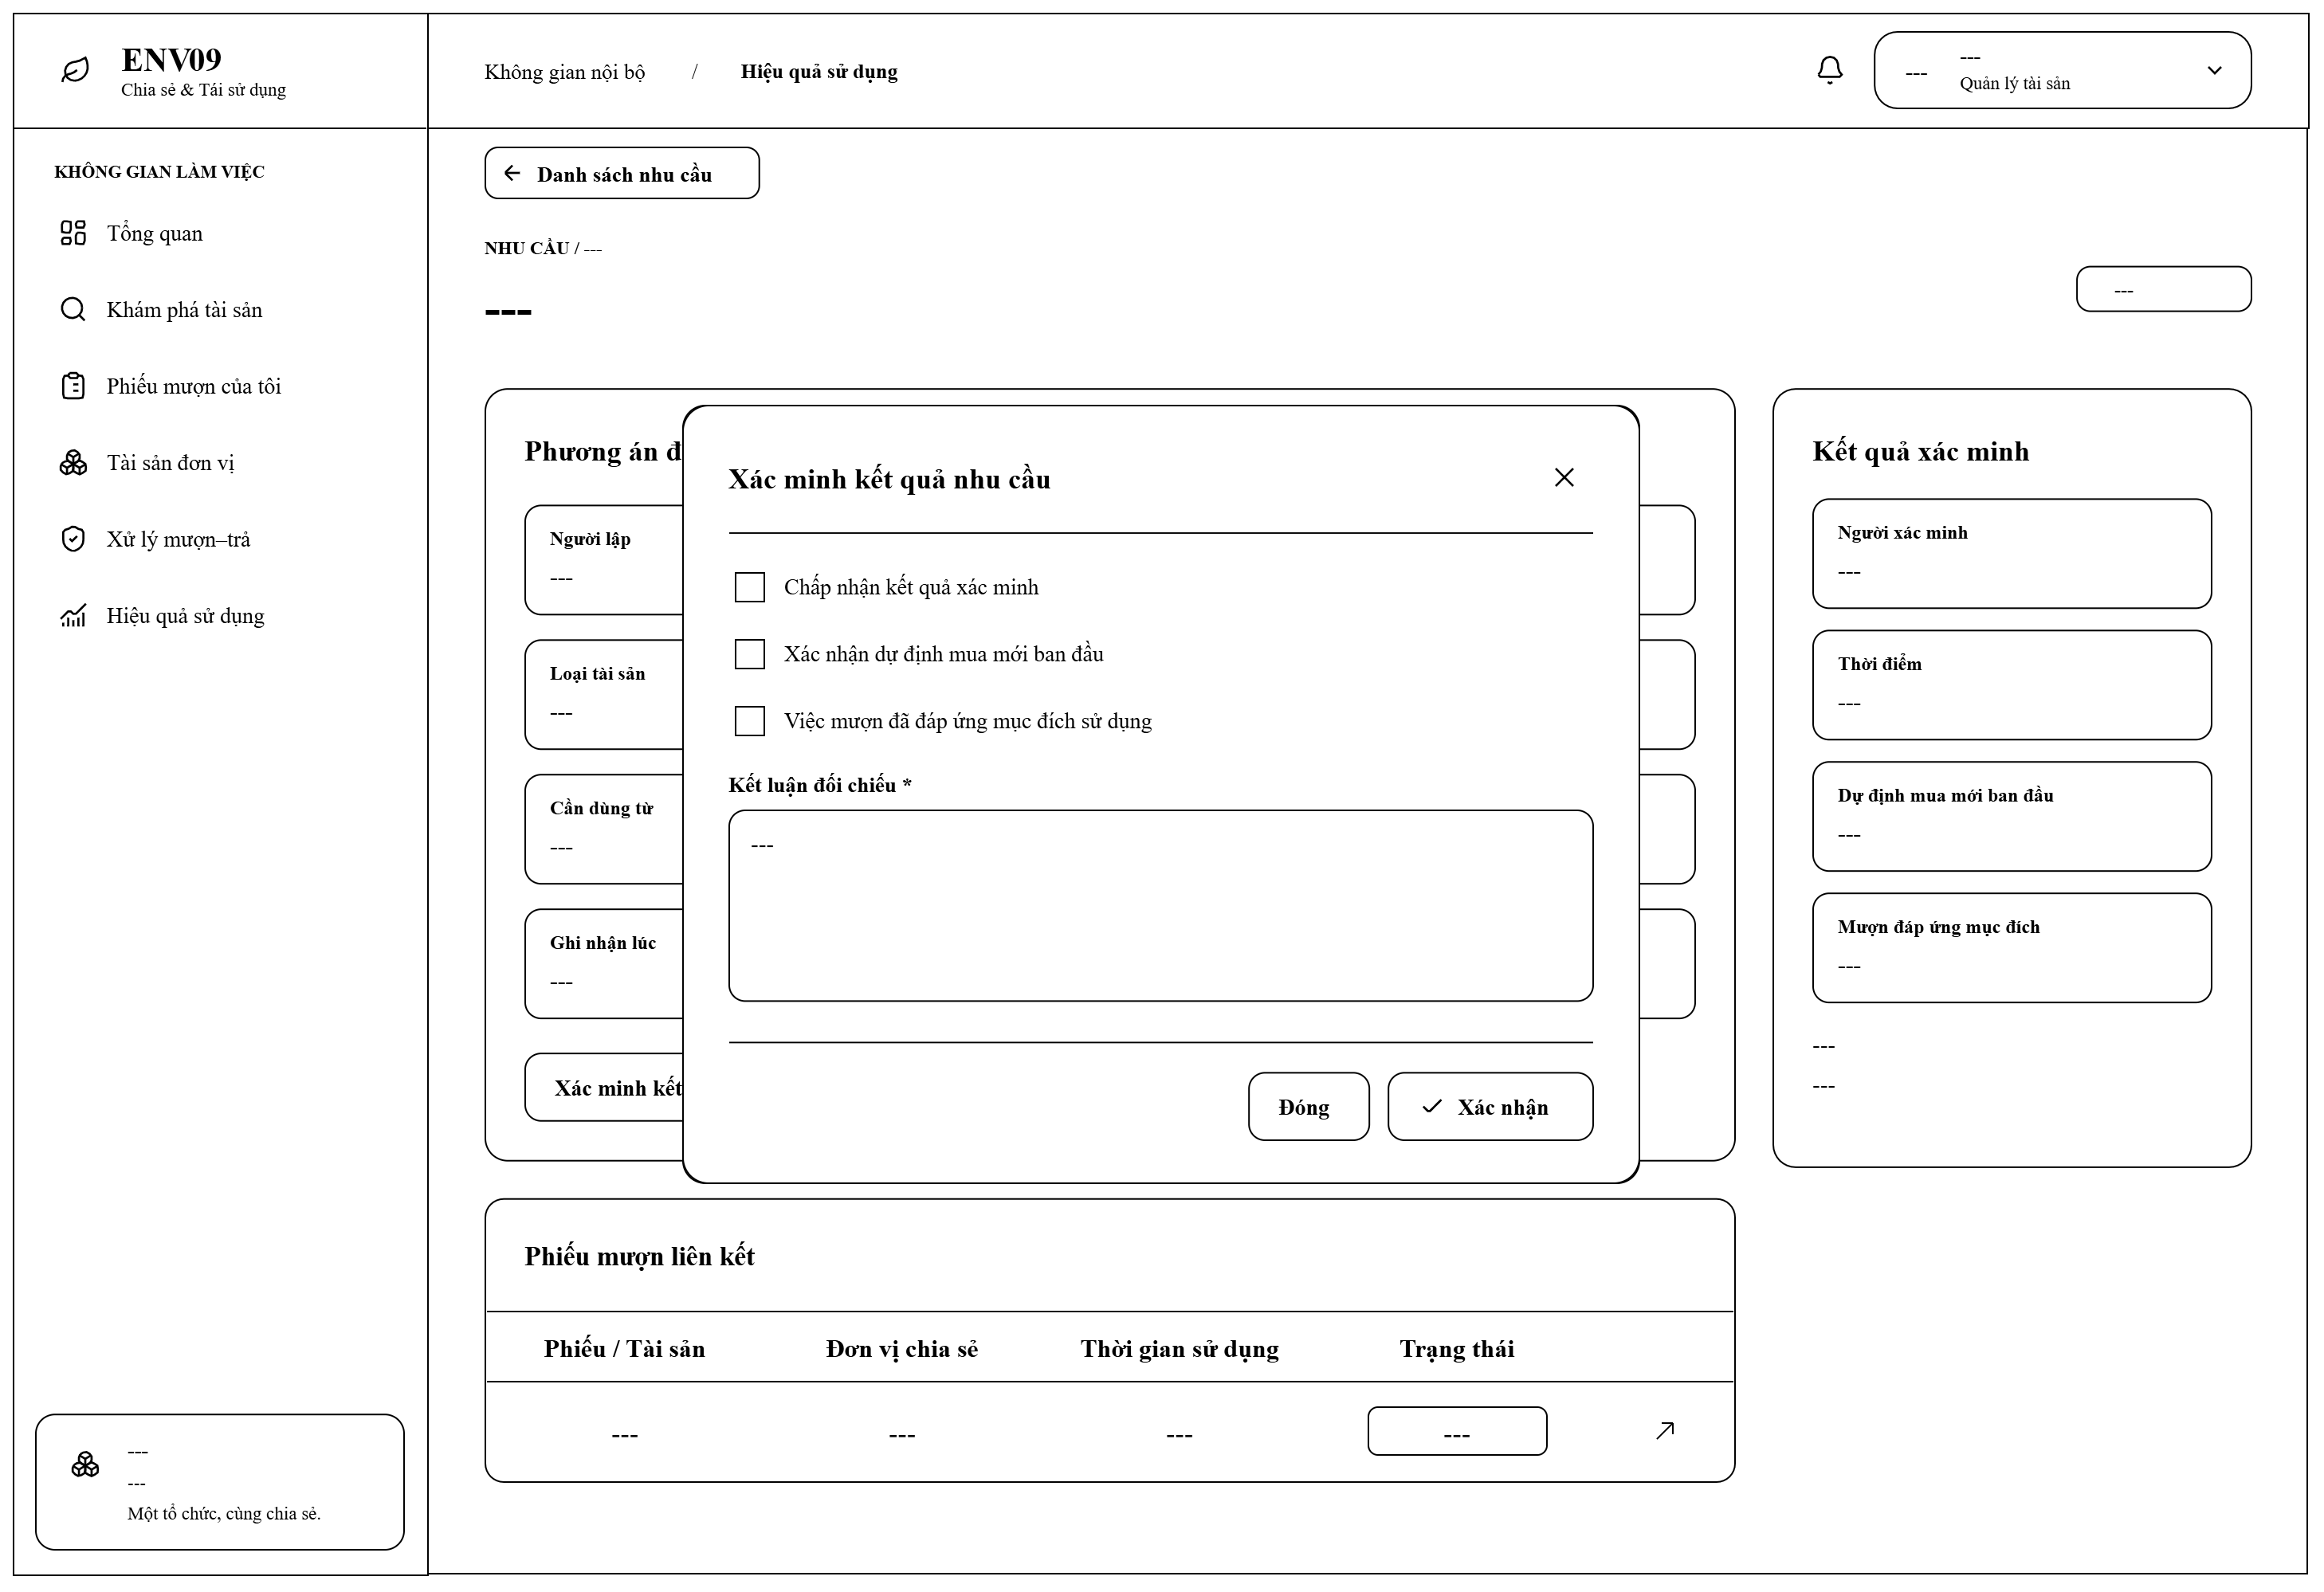 ENV09
Chia sẻ & Tái sử dụng
Không gian nội bộ / Hiệu quả sử dụng
---
---
Quản lý tài sản
KHÔNG GIAN LÀM VIỆC
Tổng quan
Khám phá tài sản
Phiếu mượn của tôi
Tài sản đơn vị
Xử lý mượn–trả
Hiệu quả sử dụng
---
---
Một tổ chức, cùng chia sẻ.
Danh sách nhu cầu
NHU CẦU / ---
---
---
Phương án đ
Người lập
---
Loại tài sản
---
Cần dùng từ
---
Ghi nhận lúc
---
Xác minh kết
Xác minh kết quả nhu cầu
Chấp nhận kết quả xác minh
Xác nhận dự định mua mới ban đầu
Việc mượn đã đáp ứng mục đích sử dụng
Kết luận đối chiếu *
---
Đóng
Xác nhận
Kết quả xác minh
Người xác minh
---
Thời điểm
---
Dự định mua mới ban đầu
---
Mượn đáp ứng mục đích
---
---
---
Phiếu mượn liên kết
Phiếu / Tài sản Đơn vị chia sẻ Thời gian sử dụng Trạng thái
--- --- --- ---